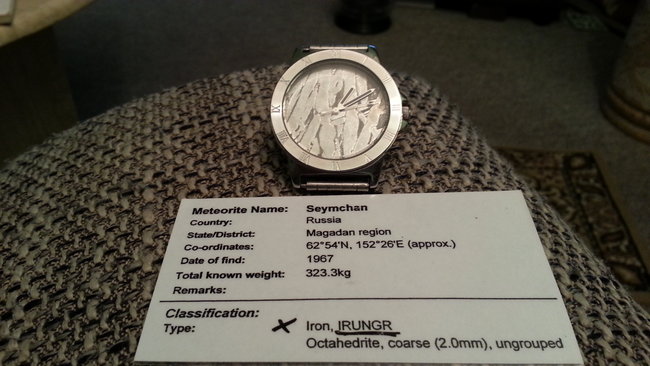 Meteorite Name: Seymchan
Country: Russia
State/District: Magadan region
Co-ordinates: 62°54'N, 152°26'E (approx.)
Date of find: 1967
Total known weight: 323.3kg
Remarks:
Classification:
Type: Iron, IRUNGR
Octahedrite, coarse (2.0mm), ungrouped